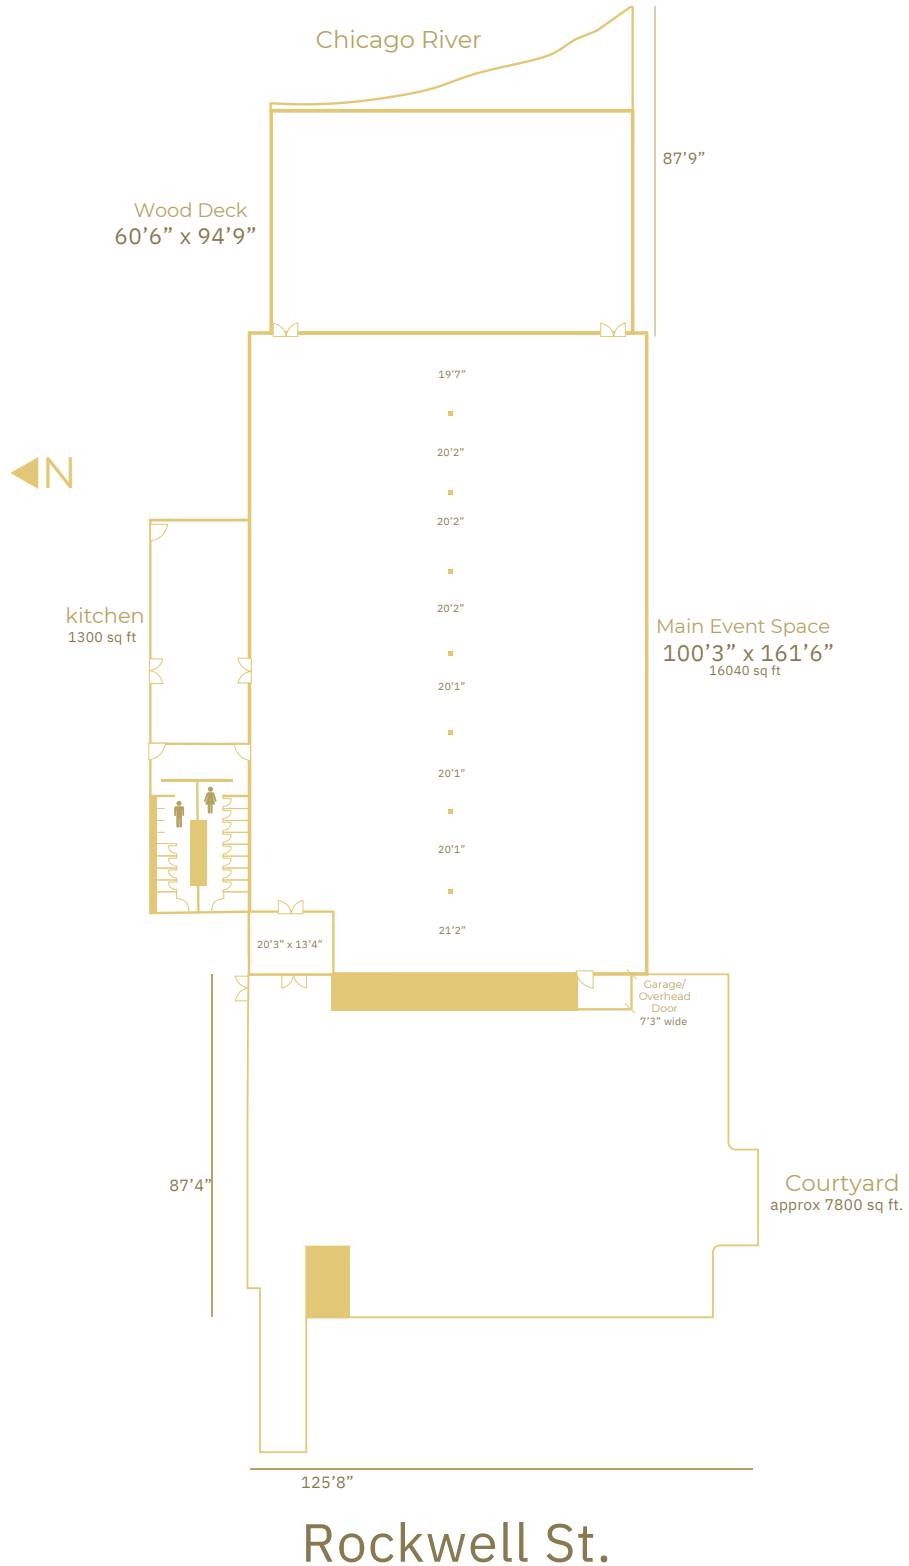 Chicago River
87’9”
Wood Deck
60’6” x 94’9”
19’7”
20’2”
N
20’2”
20’2”
kitchen
1300 sq ft
Main Event Space
100’3” x 161’6”
16040 sq ft
20’1”
20’1”
20’1”
21’2”
20’3” x 13’4”
Garage/
Overhead
Door
7’3” wide
87’4”
Courtyard
approx 7800 sq ft.
125’8”
Rockwell St.